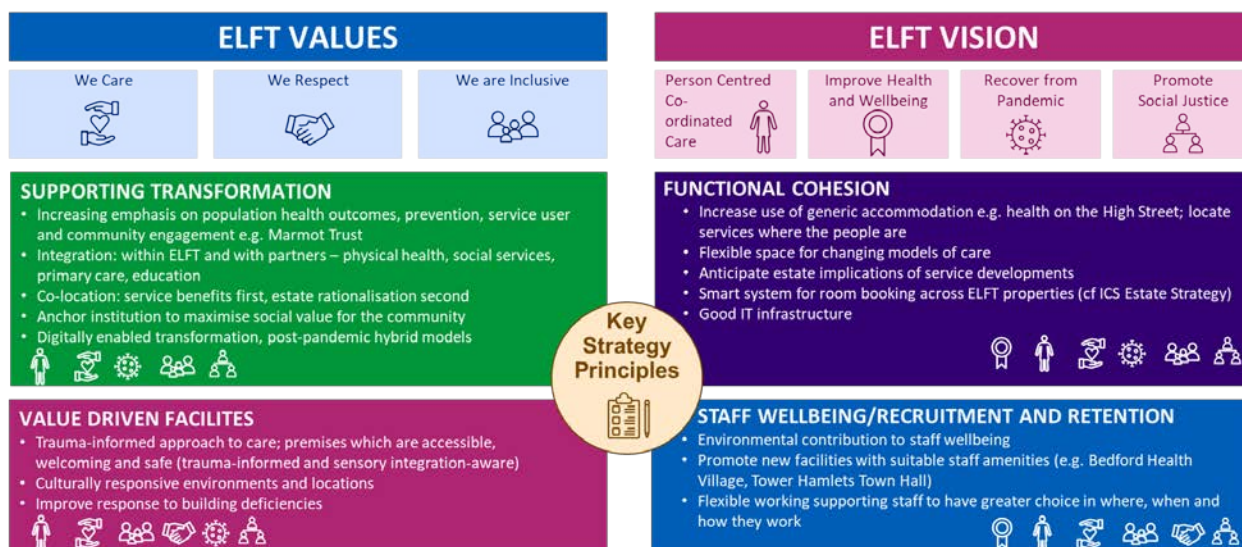 ELFT VALUES
We Care
We Respect
We are Inclusive
ELFT VISION
Person Centred
Co-
ordinated
Care
Improve Health
and Wellbeing
Recover from
Pandemic
Promote
Social Justice
SUPPORTING TRANSFORMATION
• Increasing emphasis on population health outcomes, prevention, service user
and community engagement e.g. Marmot Trust
• Integration: within ELFT and with partners – physical health, social services,
primary care, education
• Co-location: service benefits first, estate rationalisation second
• Anchor institution to maximise social value for the community
• Digitally enabled transformation, post-pandemic hybrid models
FUNCTIONAL COHESION
• Increase use of generic accommodation e.g. health on the High Street; locate
services where the people are
• Flexible space for changing models of care
• Anticipate estate implications of service developments
• Smart system for room booking across ELFT properties (cf ICS Estate Strategy)
• Good IT infrastructure
Key
Strategy
Principles
VALUE DRIVEN FACILITES
• Trauma-informed approach to care; premises which are accessible,
welcoming and safe (trauma-informed and sensory integration-aware)
• Culturally responsive environments and locations
• Improve response to building deficiencies
STAFF WELLBEING/RECRUITMENT AND RETENTION
• Environmental contribution to staff wellbeing
• Promote new facilities with suitable staff amenities (e.g. Bedford Health
Village, Tower Hamlets Town Hall)
• Flexible working supporting staff to have greater choice in where, when and
how they work